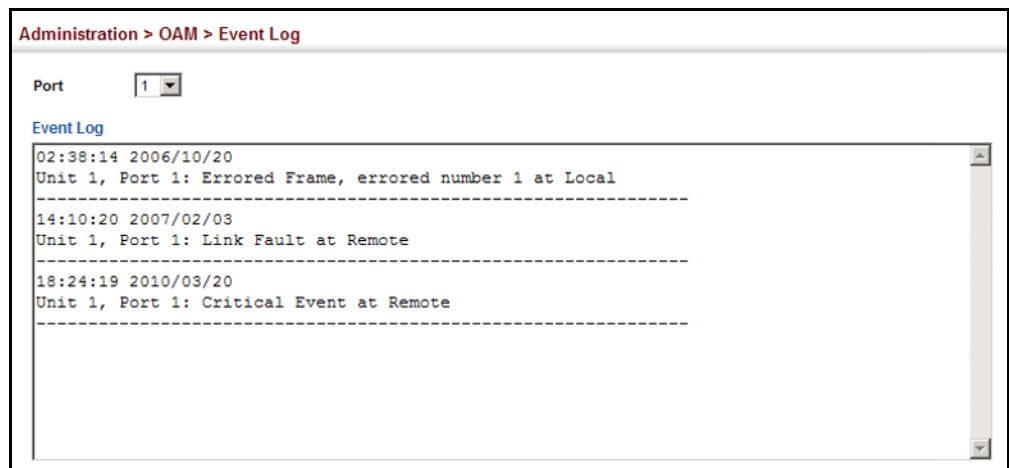 Administration > OAM > Event Log
Port 1
Event Log
02:38:14 2006/10/20
Unit 1, Port 1: Errored Frame, errored number 1 at Local
---------------------------------------------------------------
14:10:20 2007/02/03
Unit 1, Port 1: Link Fault at Remote
---------------------------------------------------------------
18:24:19 2010/03/20
Unit 1, Port 1: Critical Event at Remote
---------------------------------------------------------------